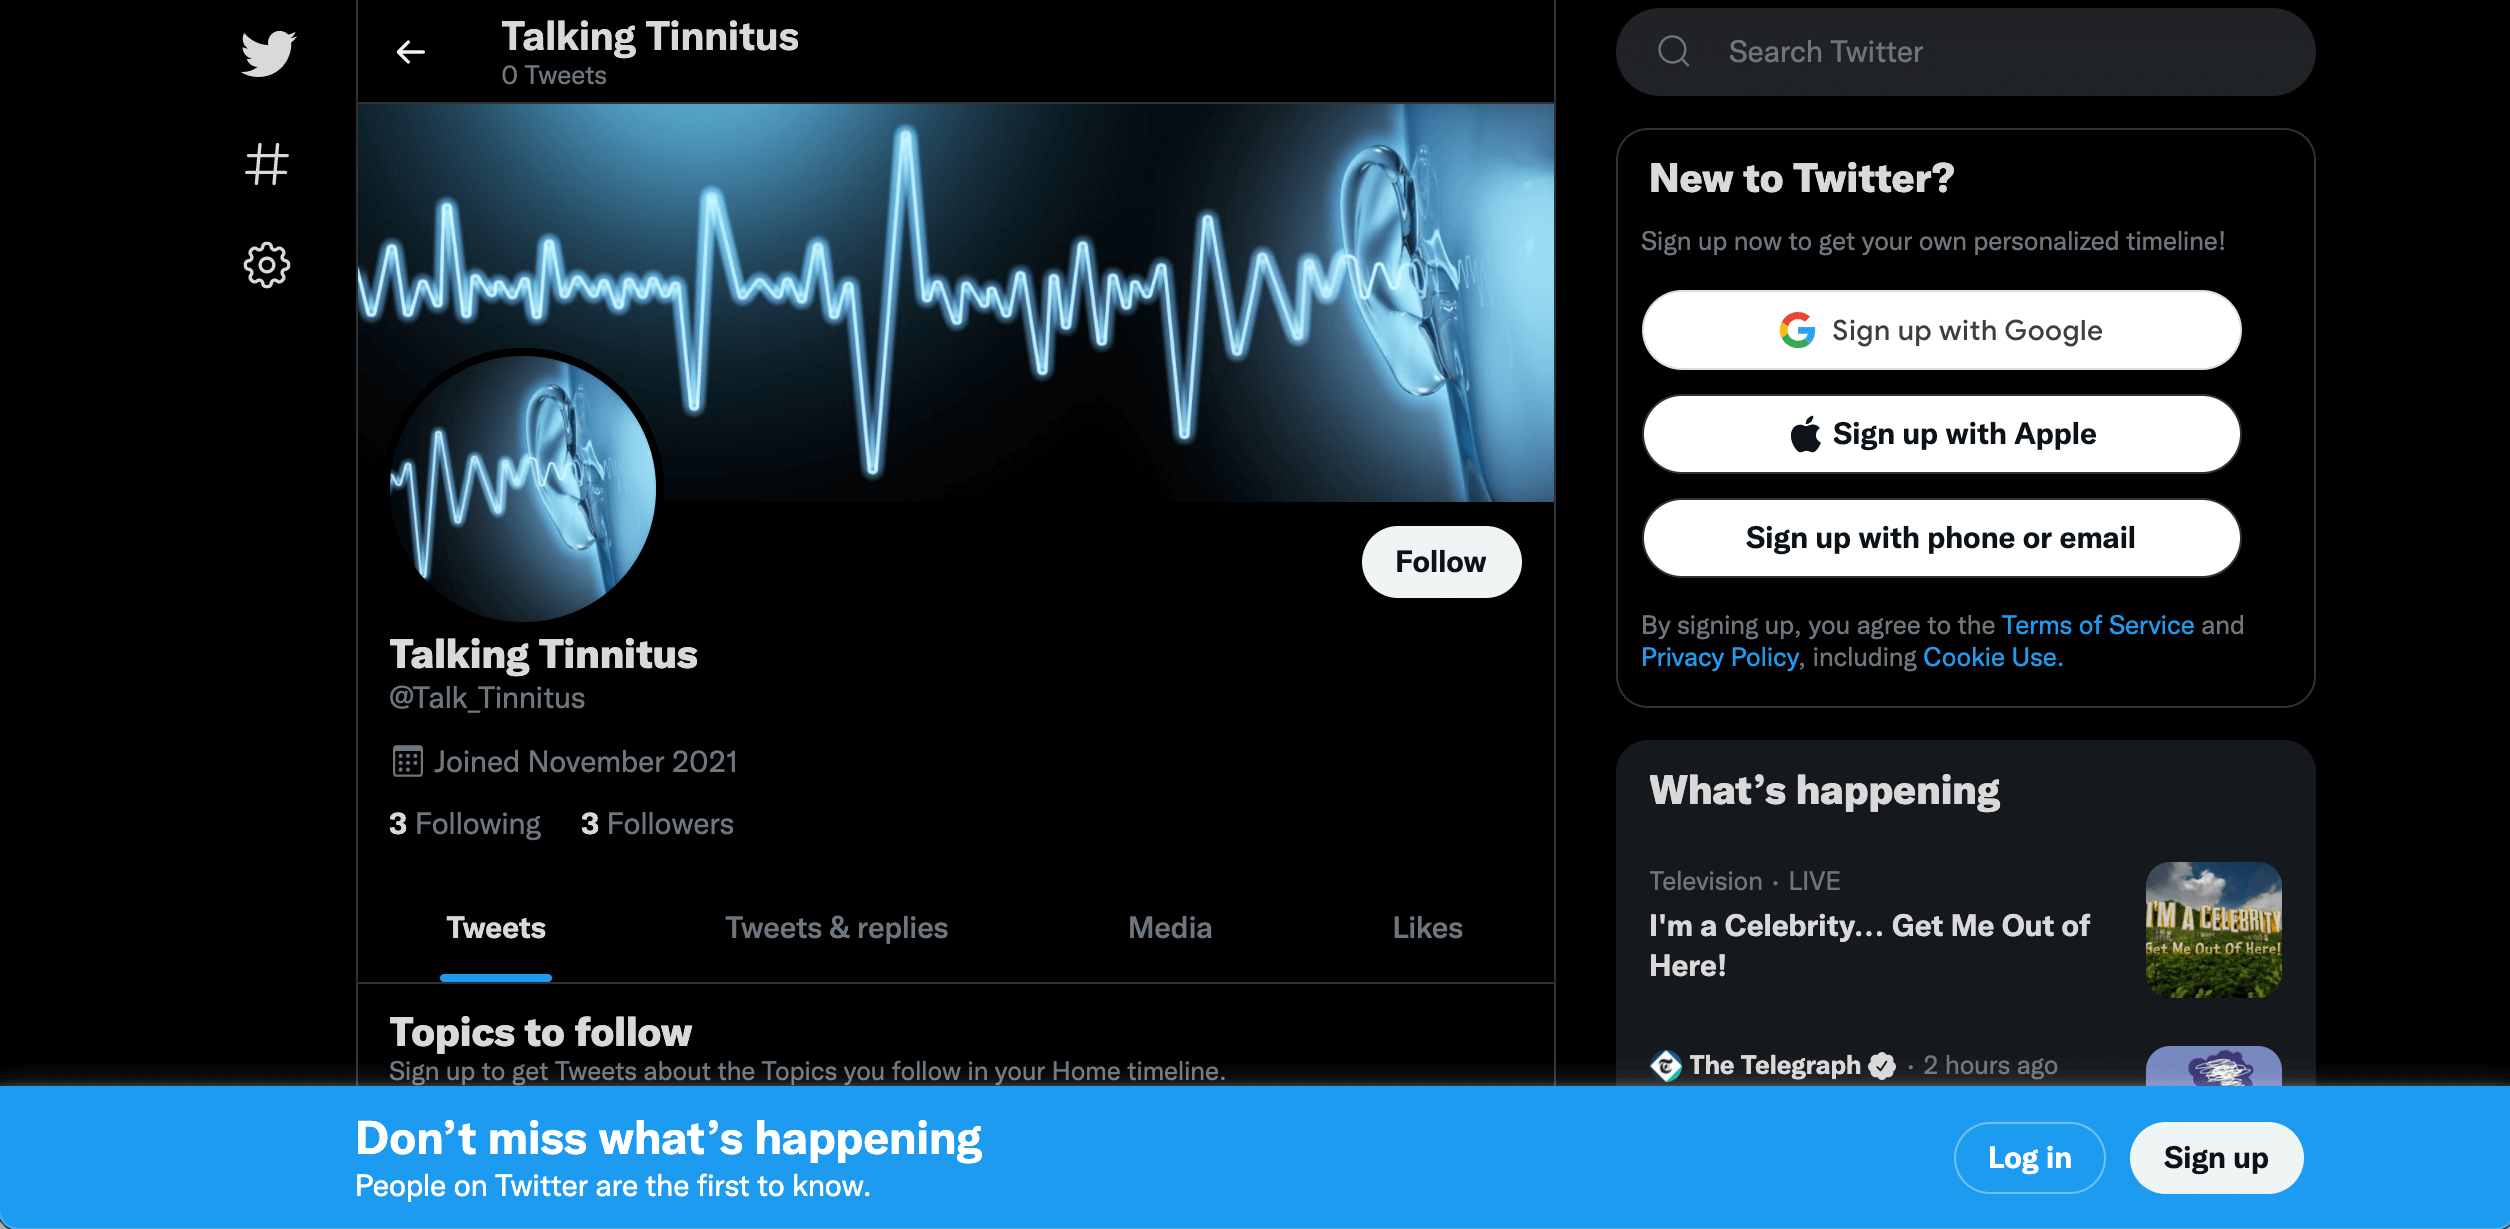 Talking Tinnitus
0 Tweets
Follow
Talking Tinnitus
@Talk_Tinnitus
Joined November 2021
3 Following 3 Followers
Tweets Tweets & replies Media Likes
Topics to follow
Sign up to get Tweets about the Topics you follow in your Home timeline.
Search Twitter
New to Twitter?
Sign up now to get your own personalized timeline!
Sign up with Google
Sign up with Apple
Sign up with phone or email
By signing up, you agree to the Terms of Service and
Privacy Policy, including Cookie Use.
What’s happening
Television · LIVE
I'm a Celebrity… Get Me Out of
Here!
I'M A CELEBRITY
Get Me Out Of Here!
The Telegraph · 2 hours ago
Don’t miss what’s happening
People on Twitter are the first to know.
Log in Sign up